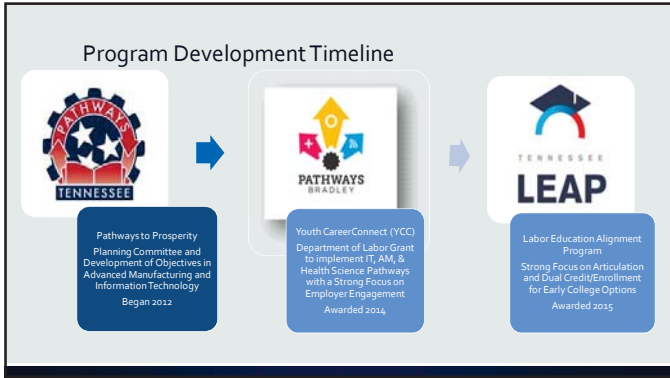 Program Development Timeline
PATHWAYS
TENNESSEE
Pathways to Prosperity
Planning Committee and
Development of Objectives in
Advanced Manufacturing and
Information Technology
Began 2012
PATHWAYS
BRADLEY
Youth CareerConnect (YCC)
Department of Labor Grant
to implement IT, AM, &
Health Science Pathways
with a Strong Focus on
Employer Engagement
Awarded 2014
TENNESSEE
LEAP
Labor Education Alignment
Program
Strong Focus on Articulation
and Dual Credit/Enrollment
for Early College Options
Awarded 2015